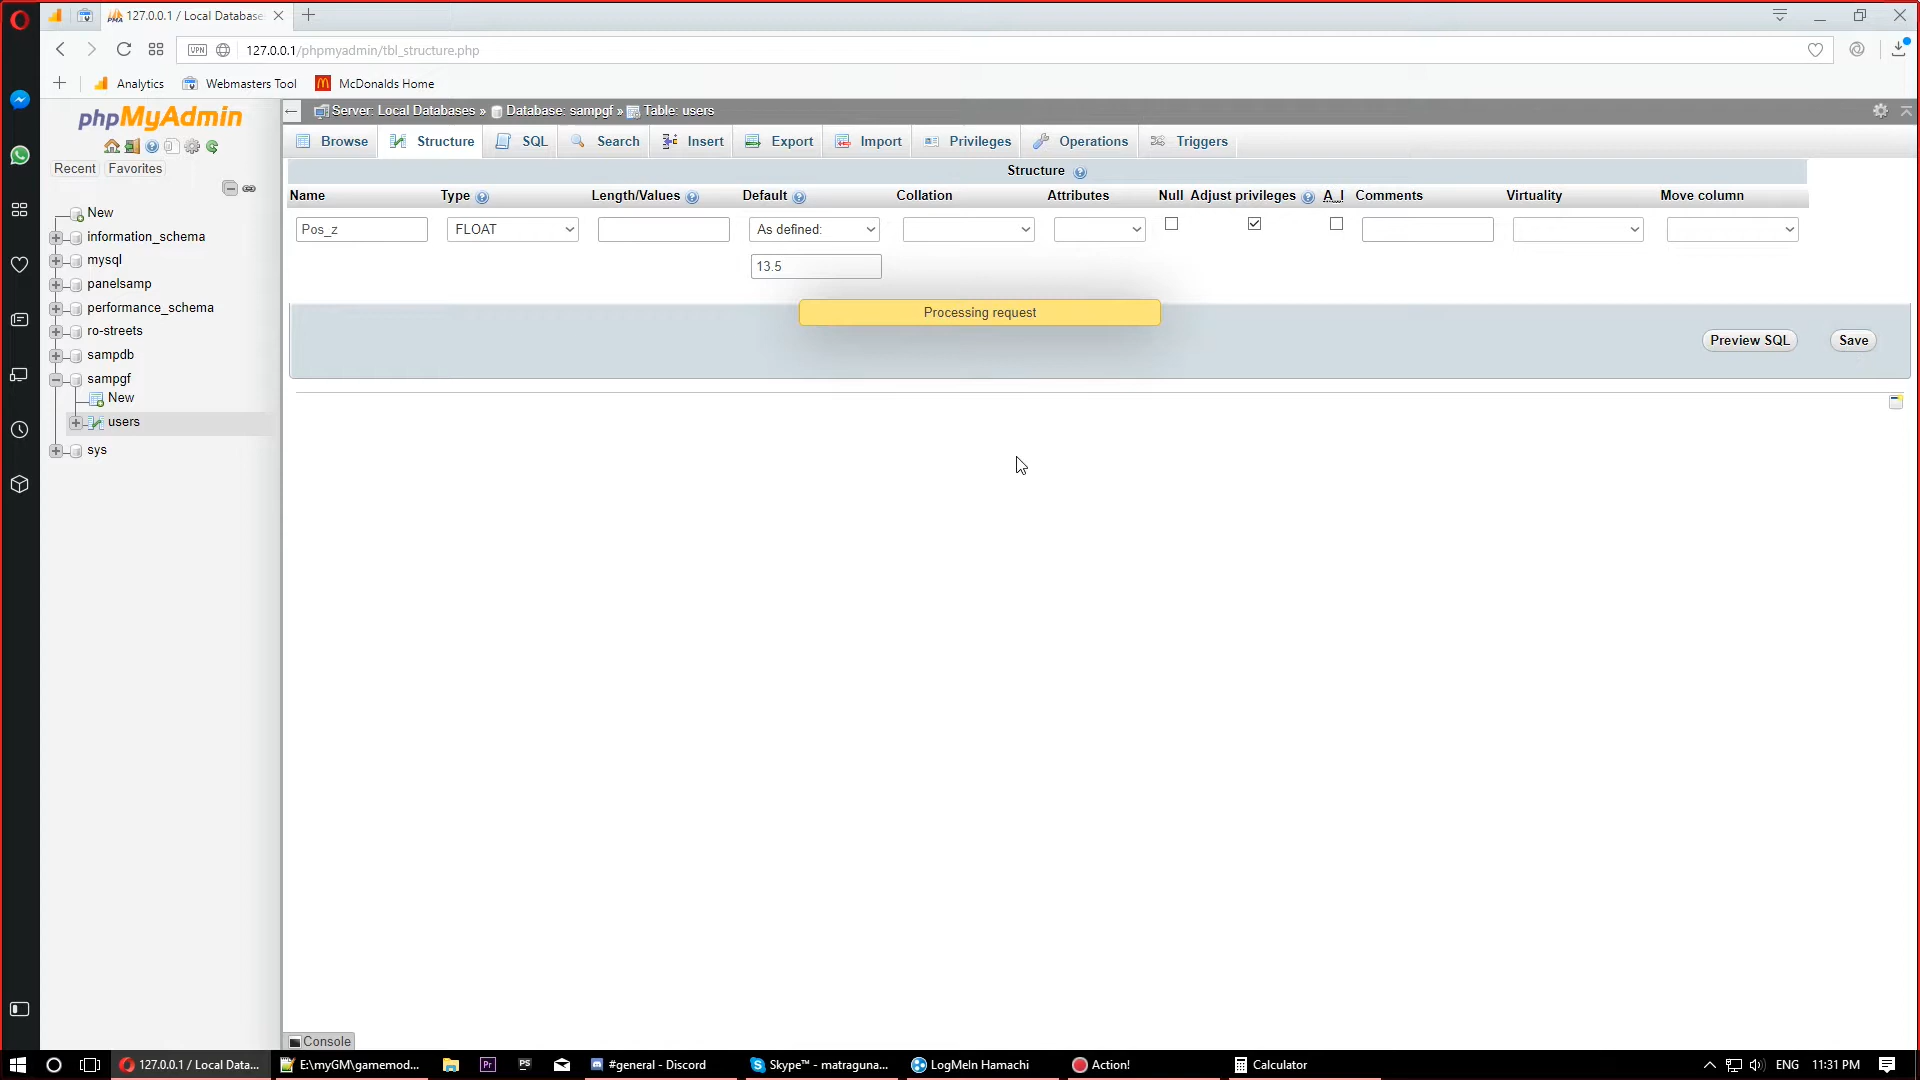 127.0.0.1 / Local Database
VPN
127.0.0.1/phpmyadmin/tbl_structure.php
Analytics
Webmasters Tool
McDonalds Home
phpMyAdmin
Recent
Favorites
New
information_schema
mysql
panelsamp
performance_schema
ro-streets
sampdb
sampgf
New
users
sys
Server: Local Databases » Database: sampgf » Table: users
Browse
Structure
SQL
Search
Insert
Export
Import
Privileges
Operations
Triggers
Structure
Name Type Length/Values Default Collation Attributes Null Adjust privileges A_I Comments Virtuality Move column
Pos_z FLOAT As defined:
13.5
Processing request
Preview SQL
Save
Console
127.0.0.1 / Local Data...
E:\myGM\gamemod...
Pr
PS
#general - Discord
Skype™ - matraguna...
LogMeIn Hamachi
Action!
Calculator
ENG
11:31 PM